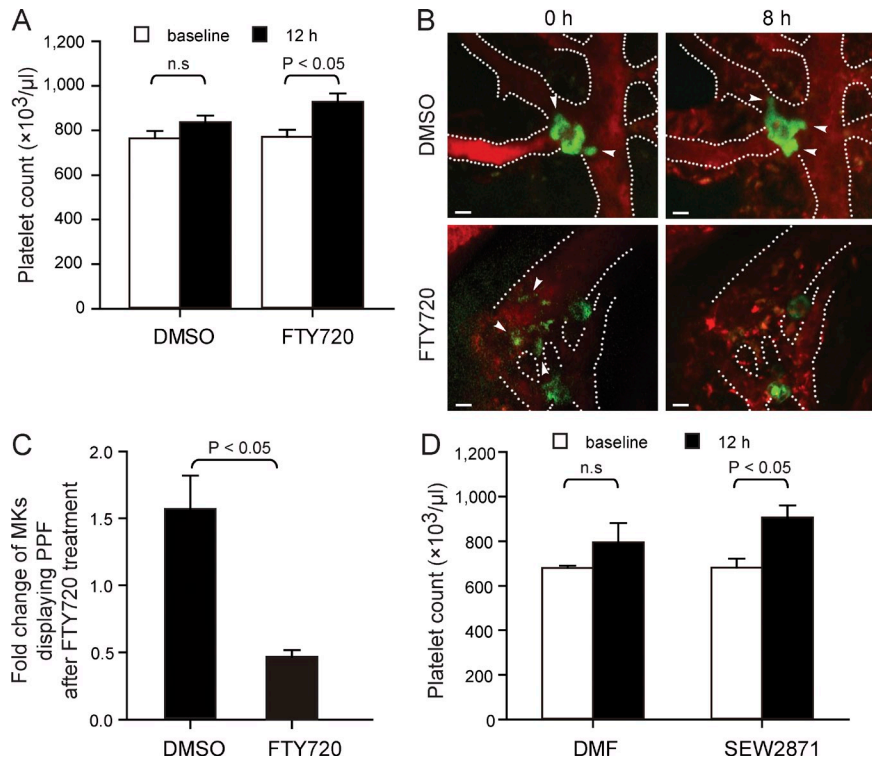 A
baseline
12 h
n.s
P < 0.05
Platelet count (×10³/µl)
1,200
1,000
800
600
400
200
0
DMSO
FTY720
B
0 h
8 h
DMSO
FTY720
C
P < 0.05
Fold change of MKs
displaying PPF
after FTY720 treatment
2.0
1.5
1.0
0.5
0.0
DMSO
FTY720
D
baseline
12 h
n.s
P < 0.05
Platelet count (×10³/µl)
1,200
1,000
800
600
400
200
0
DMF
SEW2871